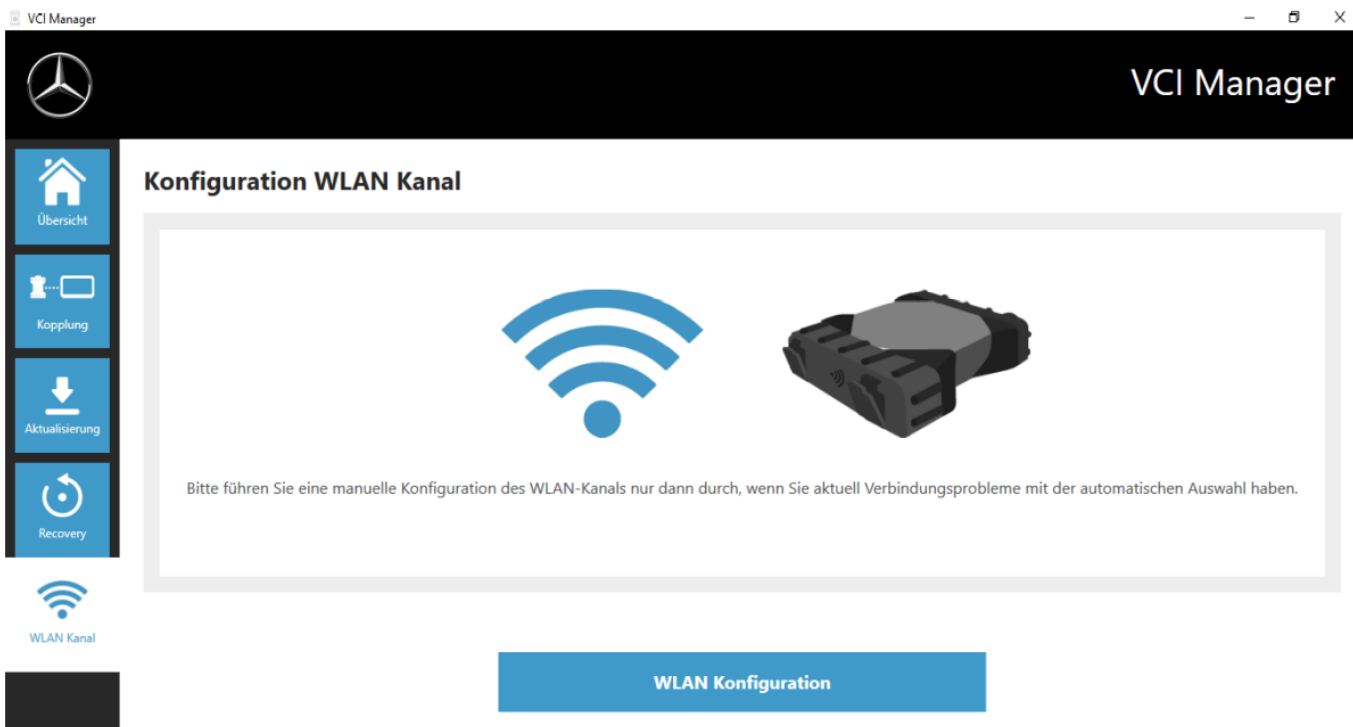 VCI Manager
VCI Manager
Übersicht
Kopplung
Aktualisierung
Recovery
WLAN Kanal
Konfiguration WLAN Kanal
Bitte führen Sie eine manuelle Konfiguration des WLAN-Kanals nur dann durch, wenn Sie aktuell Verbindungsprobleme mit der automatischen Auswahl haben.
WLAN Konfiguration